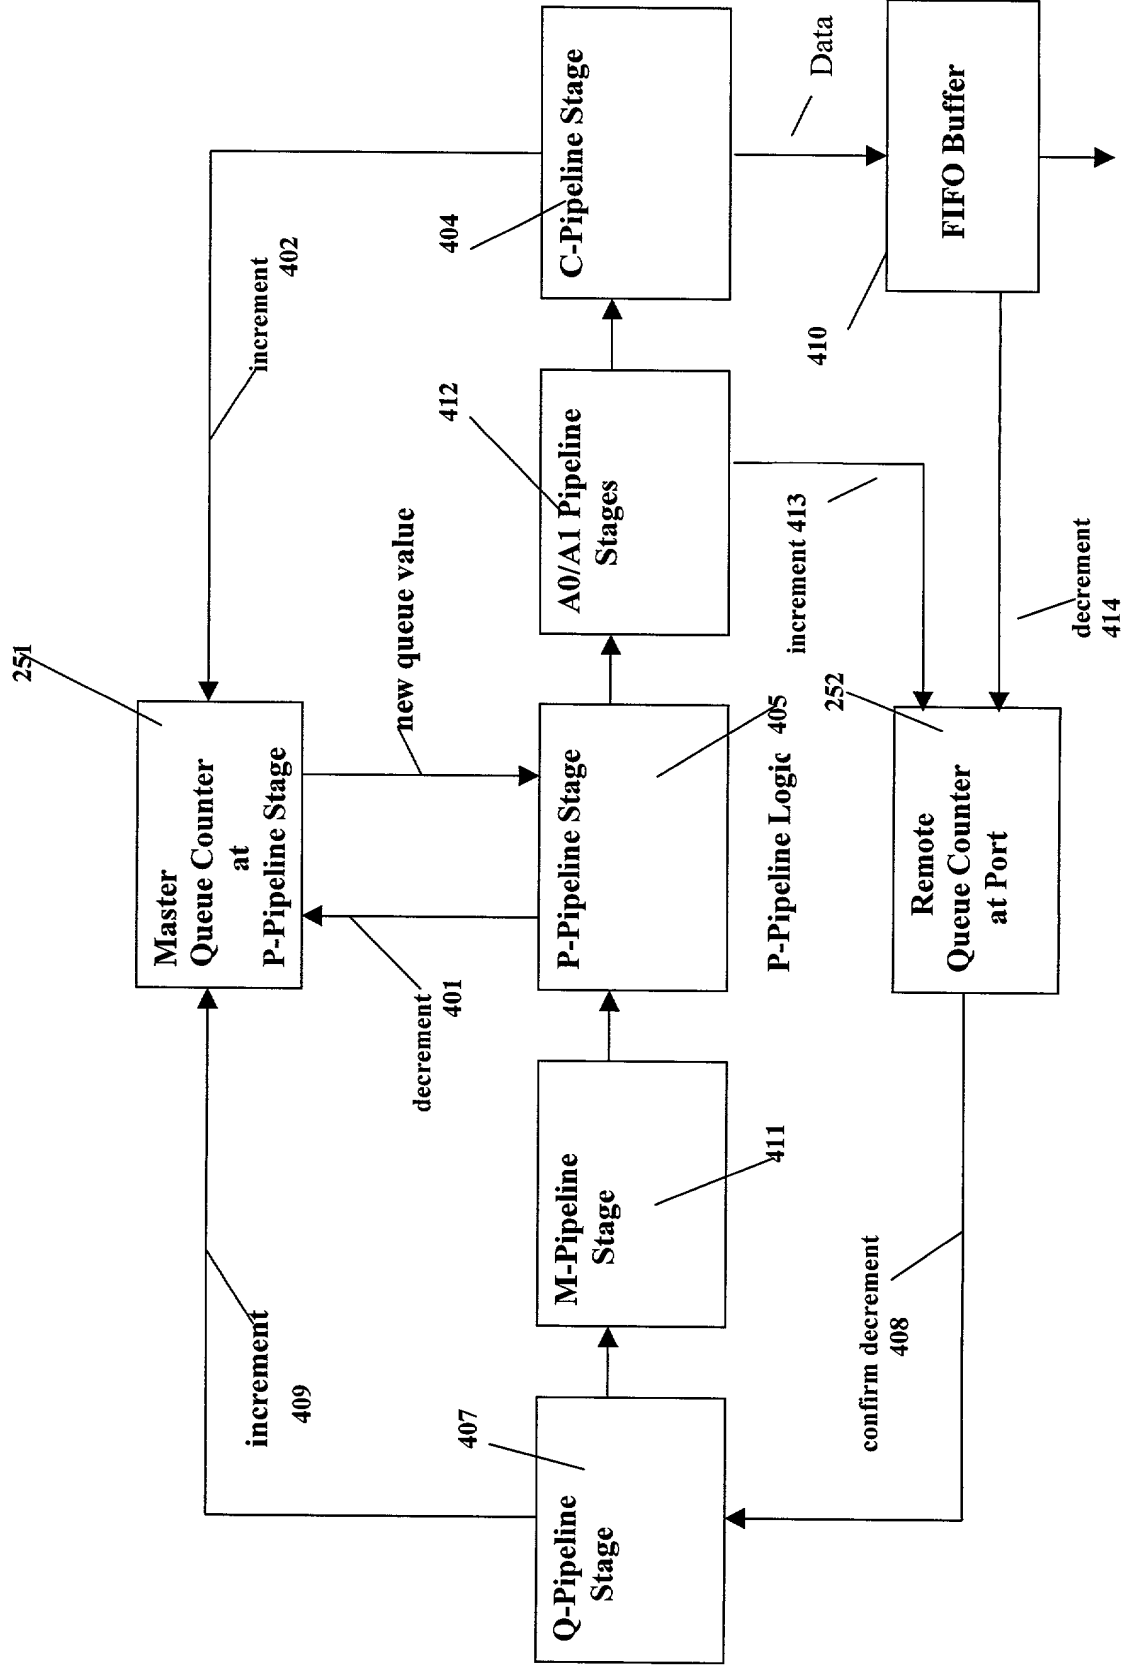 251
Master
Queue Counter
at
P-Pipeline Stage
increment
409
increment
402
decrement
401
new queue value
407
412
404
Q-Pipeline
Stage
M-Pipeline
Stage
P-Pipeline Stage
A0/A1 Pipeline
Stages
C-Pipeline Stage
411
P-Pipeline Logic
405
increment 413
Data
confirm decrement
408
252
Remote
Queue Counter
at Port
410
FIFO Buffer
decrement
414